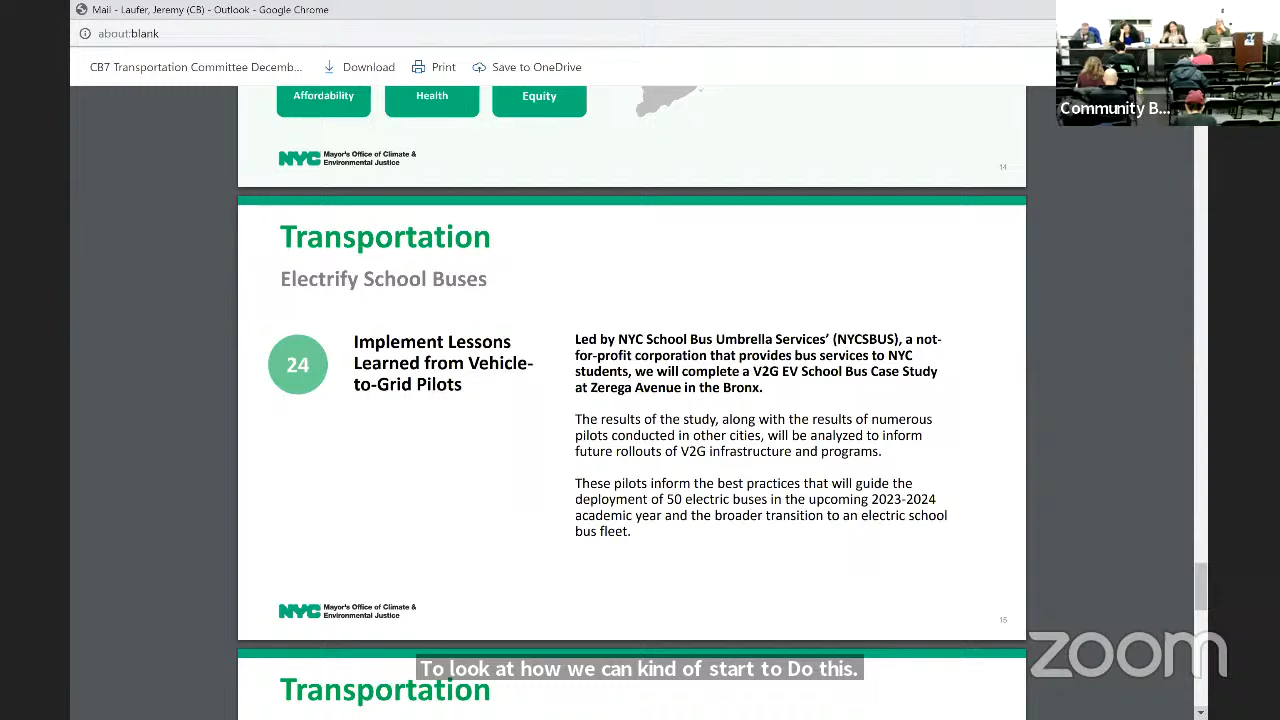 Mail - Laufer, Jeremy (CB) - Outlook - Google Chrome
about:blank
CB7 Transportation Committee Decemb... Download Print Save to OneDrive
Community B...
Affordability Health Equity
NYC Mayor's Office of Climate &
Environmental Justice
14
Transportation
Electrify School Buses
24
Implement Lessons
Learned from Vehicle-
to-Grid Pilots
Led by NYC School Bus Umbrella Services' (NYCSBUS), a not-
for-profit corporation that provides bus services to NYC
students, we will complete a V2G EV School Bus Case Study
at Zerega Avenue in the Bronx.
The results of the study, along with the results of numerous
pilots conducted in other cities, will be analyzed to inform
future rollouts of V2G infrastructure and programs.
These pilots inform the best practices that will guide the
deployment of 50 electric buses in the upcoming 2023-2024
academic year and the broader transition to an electric school
bus fleet.
NYC Mayor's Office of Climate &
Environmental Justice
15
zoom
To look at how we can kind of start to Do this.
Transportation